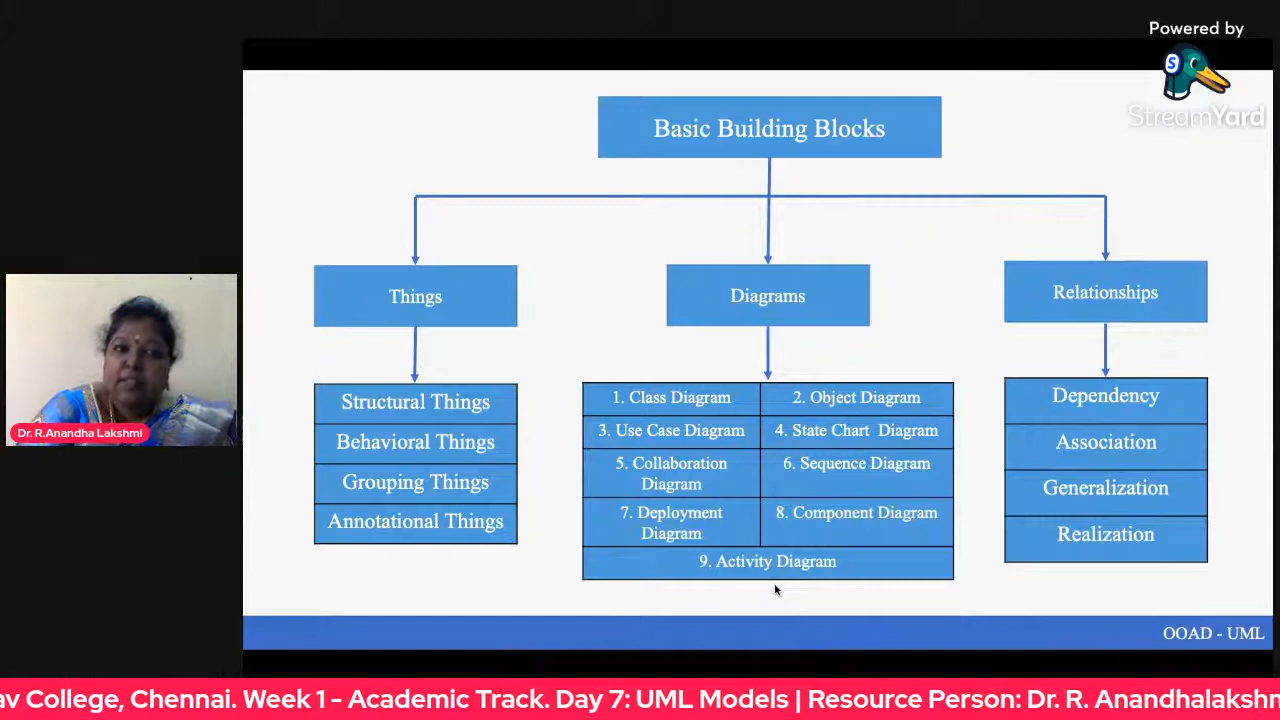 Powered by
StreamYard
Basic Building Blocks
Things
Diagrams
Relationships
Structural Things
Behavioral Things
Grouping Things
Annotational Things
1. Class Diagram
2. Object Diagram
3. Use Case Diagram
4. State Chart Diagram
5. Collaboration
Diagram
6. Sequence Diagram
7. Deployment
Diagram
8. Component Diagram
9. Activity Diagram
Dependency
Association
Generalization
Realization
Dr. R.Anandha Lakshmi
OOAD - UML
av College, Chennai. Week 1 - Academic Track. Day 7: UML Models | Resource Person: Dr. R. Anandhalakshm